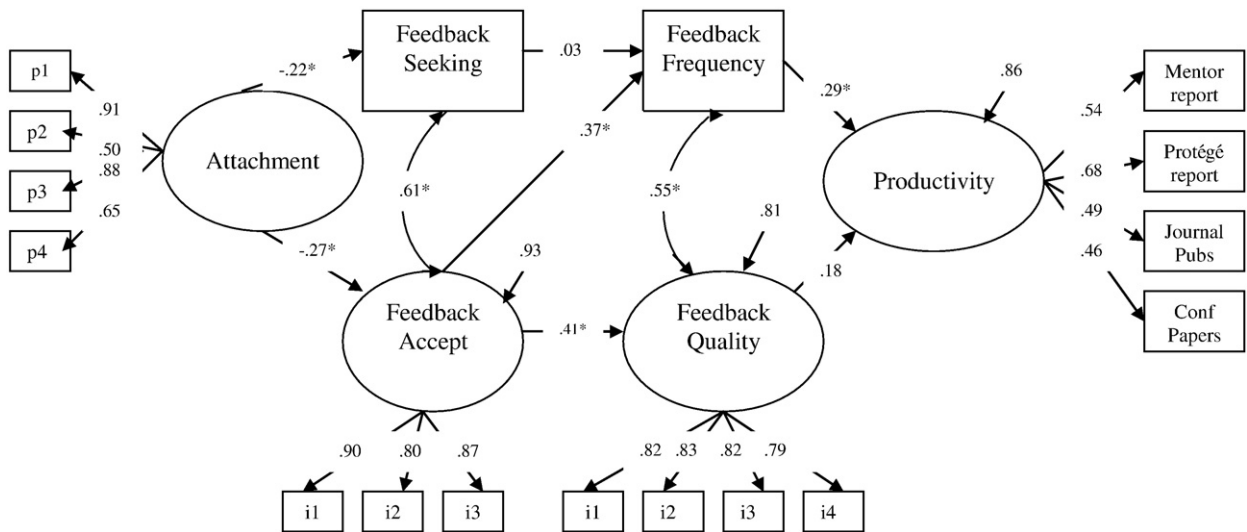 Feedback
Seeking
.03
Feedback
Frequency
-.22*
.29*
.86
.54
Mentor
report
p1
.91
p2
.50
.88
p3
.65
p4
Attachment
.37*
Productivity
Protégé
report
.68
.49
Journal
Pubs
.46
Conf
Papers
.61*
.55*
-.27*
.93
.81
.18
Feedback
Accept
.41*
Feedback
Quality
.90
.80
.87
.82
.83
.82
.79
i1
i2
i3
i1
i2
i3
i4